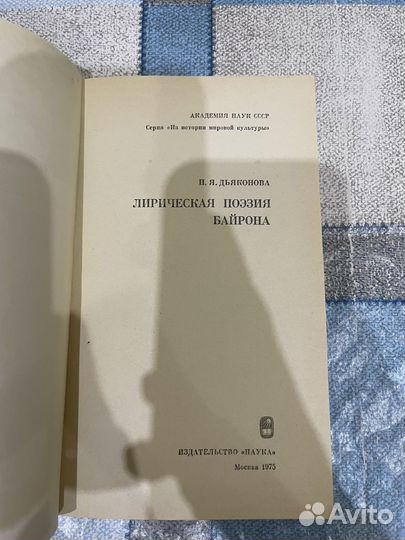 АКАДЕМИЯ НАУК СССР
Серия «Из истории мировой культуры»
Н. Я. ДЬЯКОНОВА
ЛИРИЧЕСКАЯ ПОЭЗИЯ
БАЙРОНА
ИЗДАТЕЛЬСТВО «НАУКА»
Москва 1975
Avito